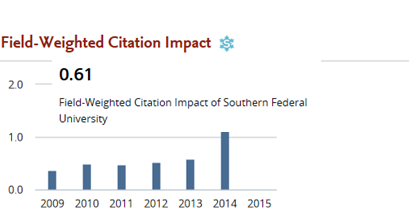 Field-Weighted Citation Impact
0.61
2.0
Field-Weighted Citation Impact of Southern Federal
University
1.0
0.0
2009 2010 2011 2012 2013 2014 2015